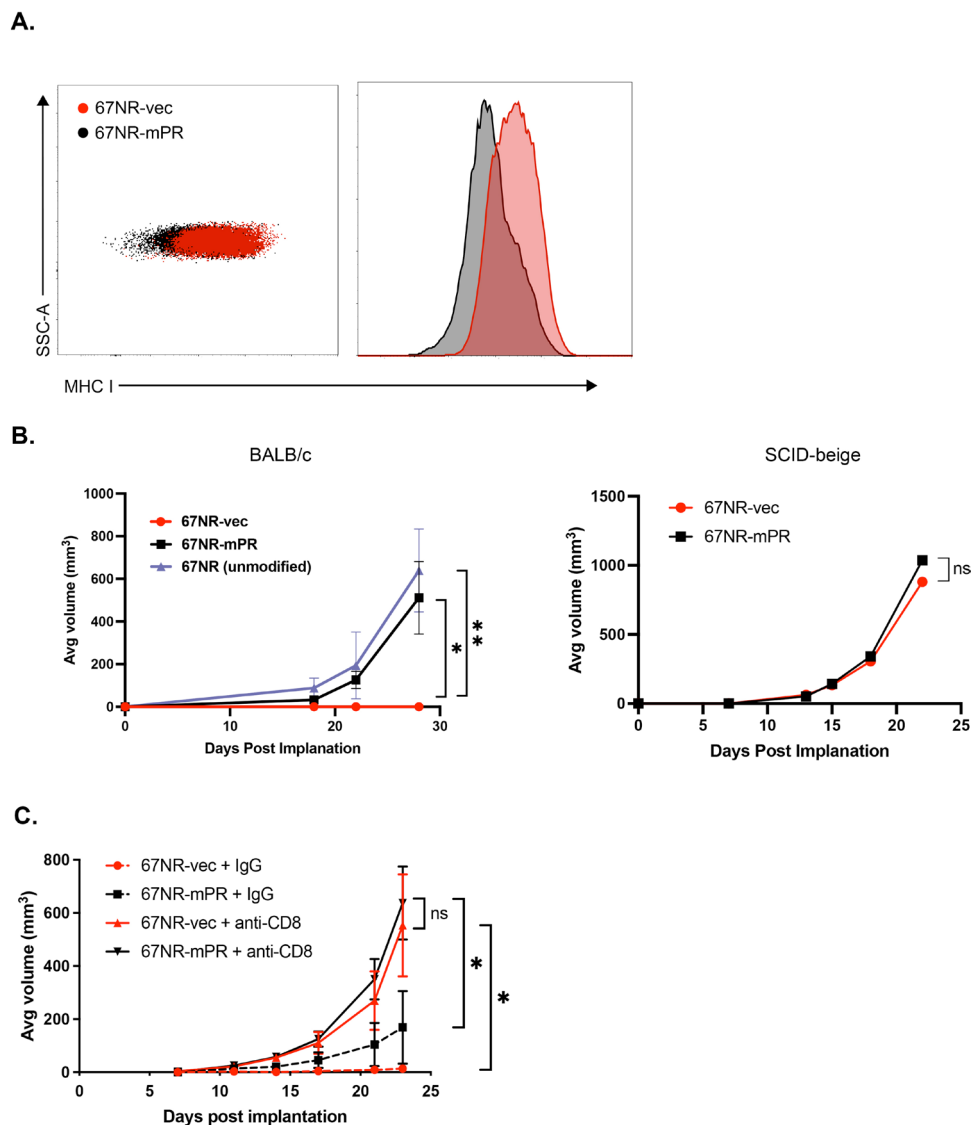 A.
67NR-vec
67NR-mPR
SSC-A
MHC I
B.
BALB/c
1000
800
600
400
200
0
67NR-vec
67NR-mPR
67NR (unmodified)
*
**
Avg volume (mm³)
0 10 20 30
Days Post Implanation
SCID-beige
1500
1000
500
0
67NR-vec
67NR-mPR
ns
Avg volume (mm³)
0 5 10 15 20 25
Days Post Implanation
C.
800
600
400
200
0
67NR-vec + IgG
67NR-mPR + IgG
67NR-vec + anti-CD8
67NR-mPR + anti-CD8
ns
*
*
Avg volume (mm³)
0 5 10 15 20 25
Days post implantation